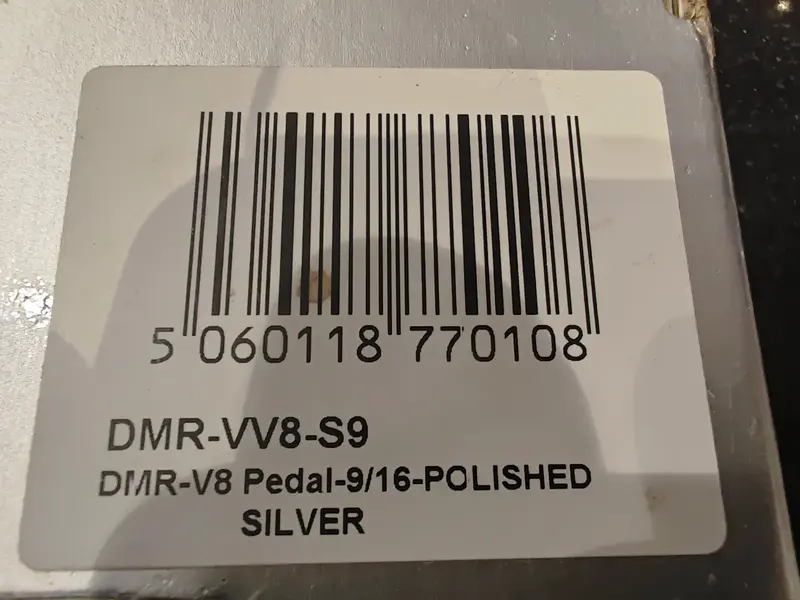 5 060118 770108
DMR-VV8-S9
DMR-V8 Pedal-9/16-POLISHED
SILVER